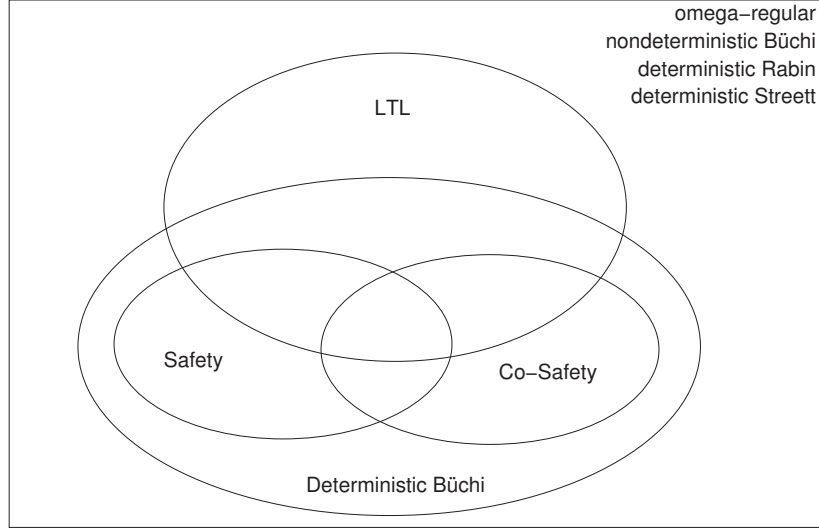 omega−regular
nondeterministic Büchi
deterministic Rabin
deterministic Streett
LTL
Safety
Co−Safety
Deterministic Büchi